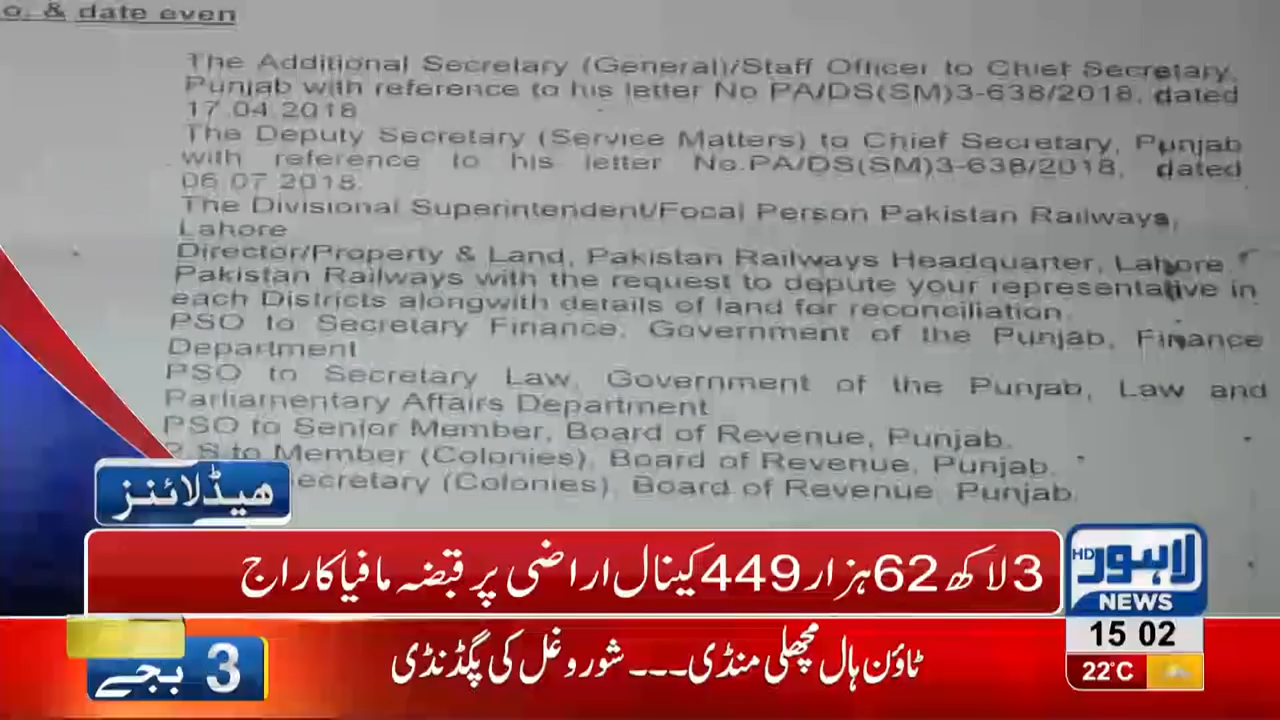 o. & date even
The Additional Secretary (General)/Staff Officer to Chief Secretary,
Punjab with reference to his letter No PA/DS(SM)3-638/2018, dated
17.04.2018
The Deputy Secretary (Service Matters) to Chief Secretary, Punjab
with reference to his letter No.PA/DS(SM)3-638/2018, dated
06.07.2018.
The Divisional Superintendent/Focal Person Pakistan Railways,
Lahore
Director/Property & Land, Pakistan Railways Headquarter, Lahore
Pakistan Railways with the request to depute your representative in
each Districts alongwith details of land for reconciliation.
PSO to Secretary Finance, Government of the Punjab, Finance
Department
PSO to Secretary Law, Government of the Punjab, Law and
Parliamentary Affairs Department
PSO to Senior Member, Board of Revenue, Punjab.
P.S to Member (Colonies), Board of Revenue, Punjab.
ecretary (Colonies), Board of Revenue, Punjab.
ہیڈلائنز
3 لاکھ 62 ہزار 449 کینال اراضی پر قبضہ مافیا کا راج
HD لاہور
NEWS
15 02
22°C
ٹاؤن ہال مچھلی منڈی۔۔۔ شور و غل کی پگڈنڈی
3 بجے